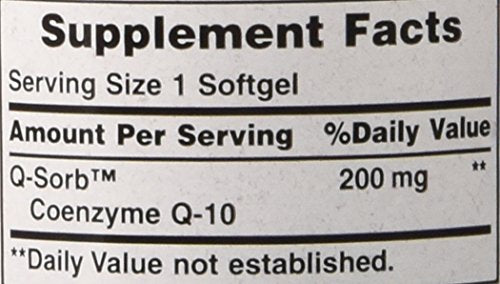 Supplement Facts
Serving Size 1 Softgel
Amount Per Serving %Daily Value
Q-Sorb™ 200 mg **
Coenzyme Q-10
**Daily Value not established.